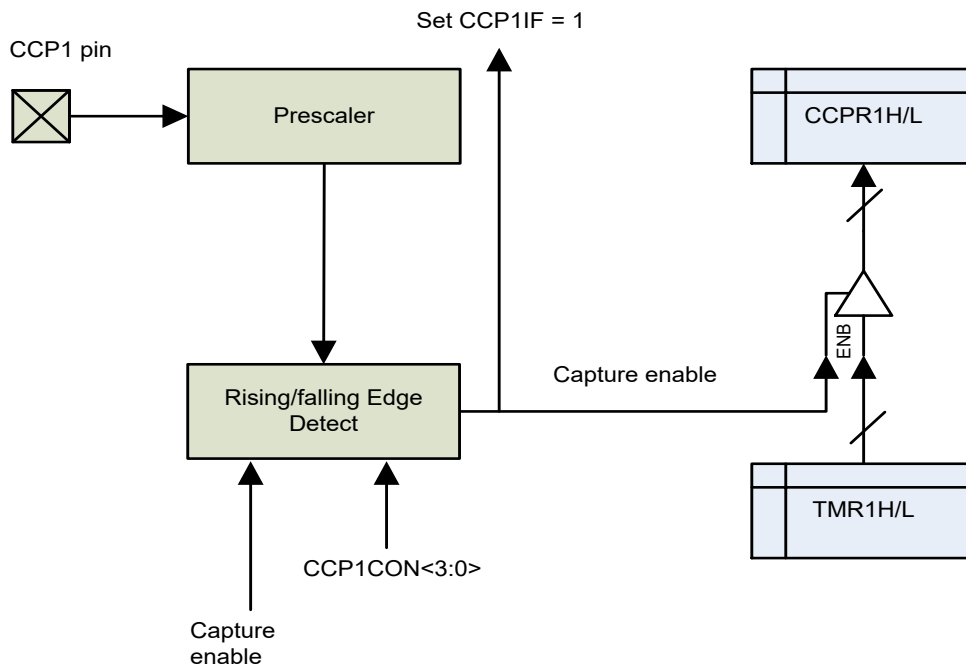 Set CCP1IF = 1
CCP1 pin
Prescaler
CCPR1H/L
ENB
Capture enable
Rising/falling Edge
Detect
TMR1H/L
CCP1CON<3:0>
Capture
enable